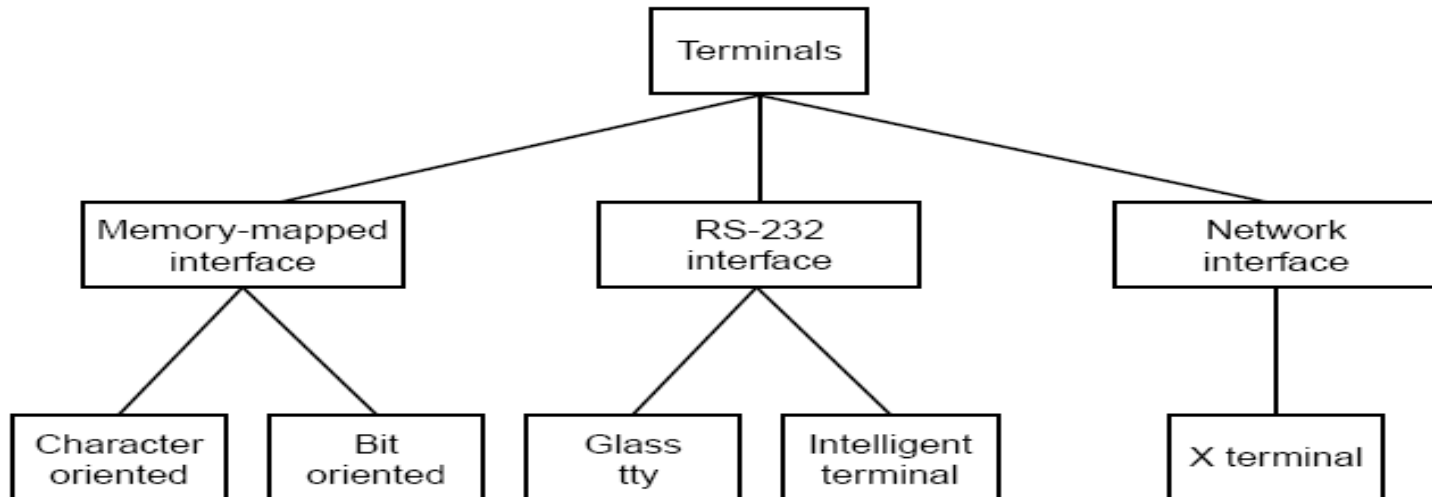 Terminals
Memory-mapped
interface
RS-232
interface
Network
interface
Character
oriented
Bit
oriented
Glass
tty
Intelligent
terminal
X terminal